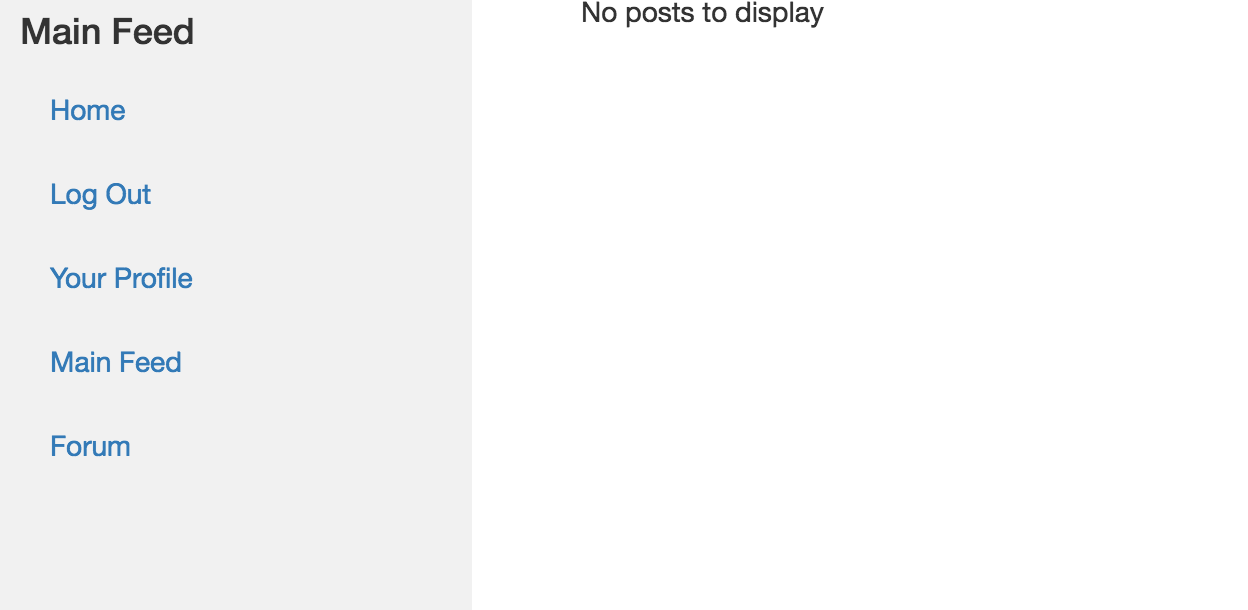 Main Feed
Home
Log Out
Your Profile
Main Feed
Forum
No posts to display